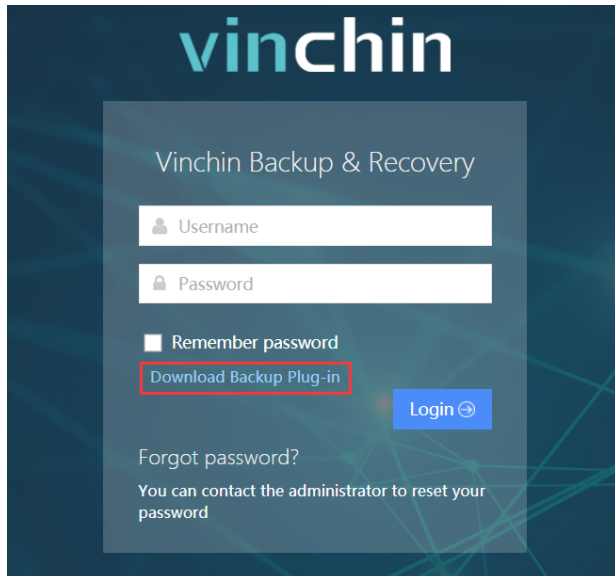 vinchin
Vinchin Backup & Recovery
Username
Password
Remember password
Download Backup Plug-in
Login
Forgot password?
You can contact the administrator to reset your
password